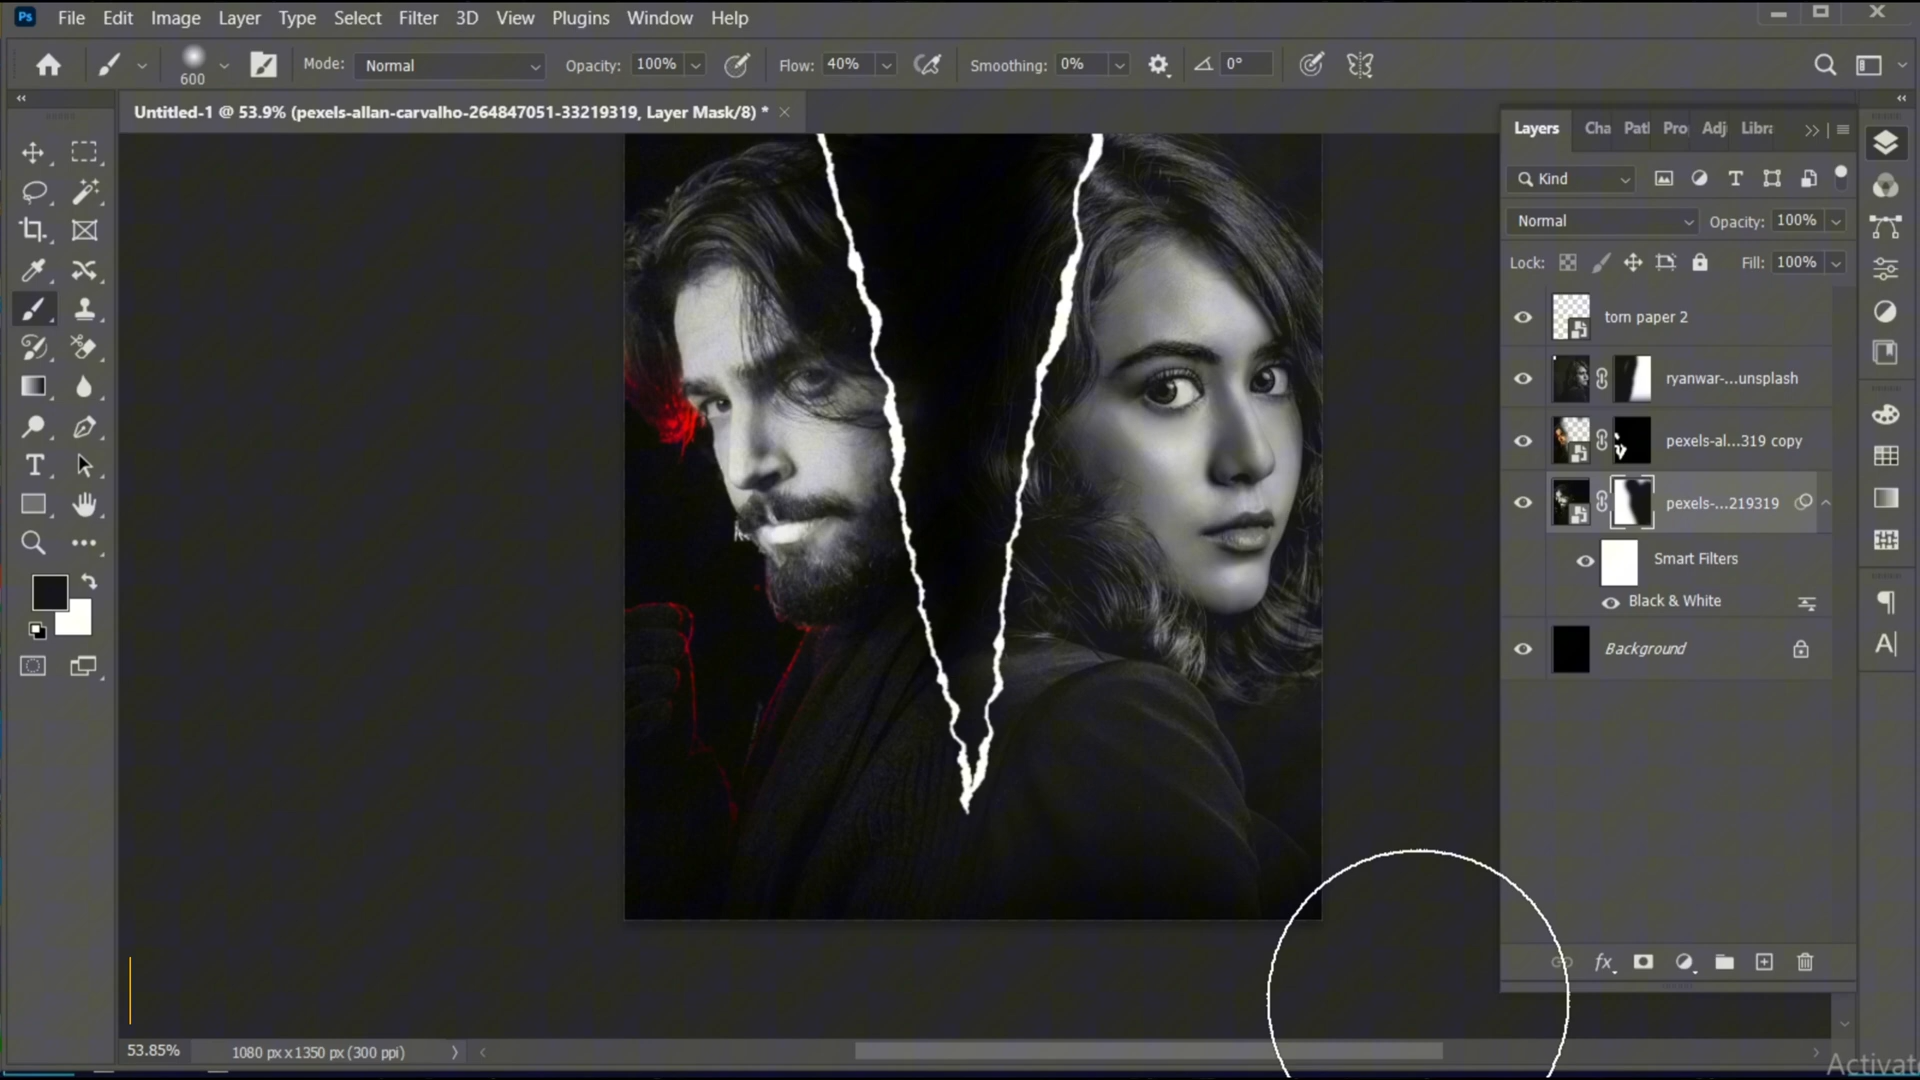 Ps File Edit Image Layer Type Select Filter 3D View Plugins Window Help
600 Mode: Normal Opacity: 100% Flow: 40% Smoothing: 0% 0°
Untitled-1 @ 53.9% (pexels-allan-carvalho-264847051-33219319, Layer Mask/8) *
Layers Cha Patl Pro Adj Libra
Kind
Normal Opacity: 100%
Lock: Fill: 100%
torn paper 2
ryanwar-...unsplash
pexels-al...319 copy
pexels-...219319
Smart Filters
Black & White
Background
fx
53.85% 1080 px x 1350 px (300 ppi)
Activat